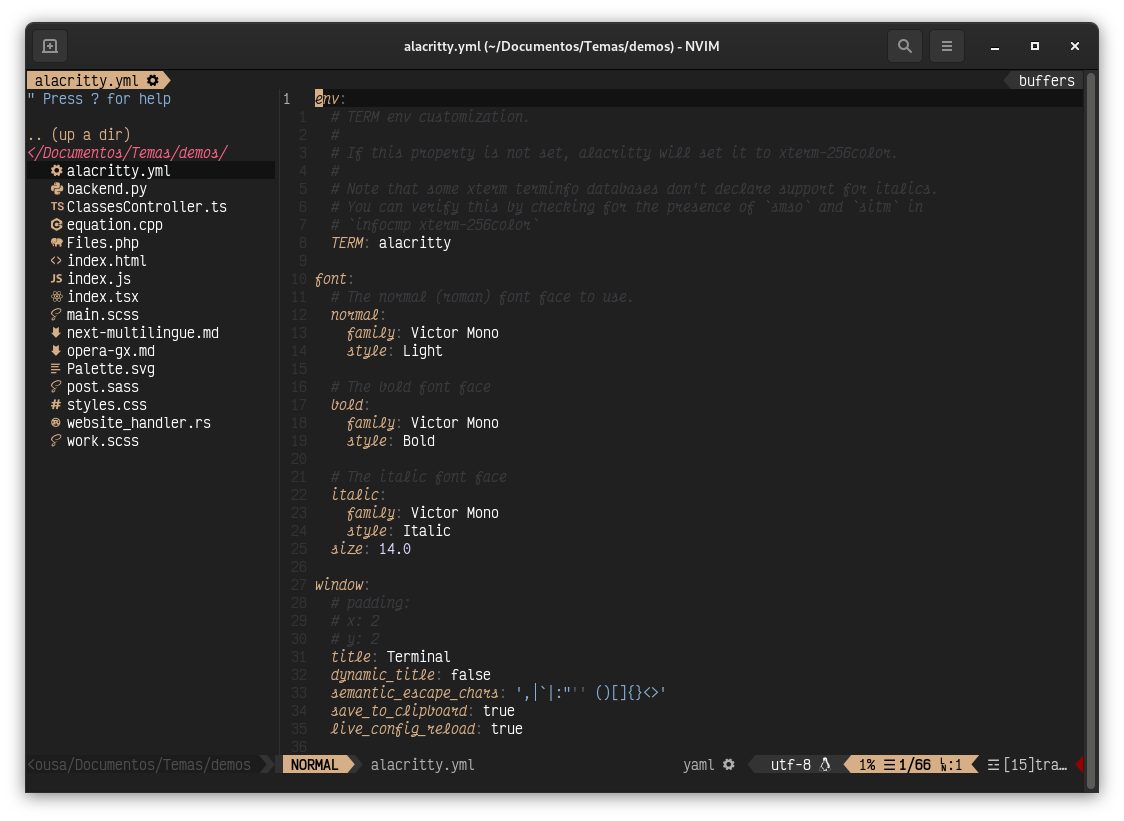 alacritty.yml (~/Documentos/Temas/demos) - NVIM
alacritty.yml
buffers
" Press ? for help
.. (up a dir)
</Documentos/Temas/demos/
alacritty.yml
backend.py
TS ClassesController.ts
equation.cpp
Files.php
<> index.html
JS index.js
index.tsx
main.scss
next-multilingue.md
opera-gx.md
Palette.svg
post.sass
# styles.css
website_handler.rs
work.scss
1 env:
1 # TERM env customization.
2 #
3 # If this property is not set, alacritty will set it to xterm-256color.
4 #
5 # Note that some xterm terminfo databases don't declare support for italics.
6 # You can verify this by checking for the presence of `smso` and `sitm` in
7 # `infocmp xterm-256color`
8 TERM: alacritty
9
10 font:
11 # The normal (roman) font face to use.
12 normal:
13 family: Victor Mono
14 style: Light
15
16 # The bold font face
17 bold:
18 family: Victor Mono
19 style: Bold
20
21 # The italic font face
22 italic:
23 family: Victor Mono
24 style: Italic
25 size: 14.0
26
27 window:
28 # padding:
29 # x: 2
30 # y: 2
31 title: Terminal
32 dynamic_title: false
33 semantic_escape_chars: ',│`|:"'' ()[]{}<>'
34 save_to_clipboard: true
35 live_config_reload: true
36
<ousa/Documentos/Temas/demos
NORMAL alacritty.yml
yaml utf-8 1% ☰ 1/66 :1 ☲ [15]tra…